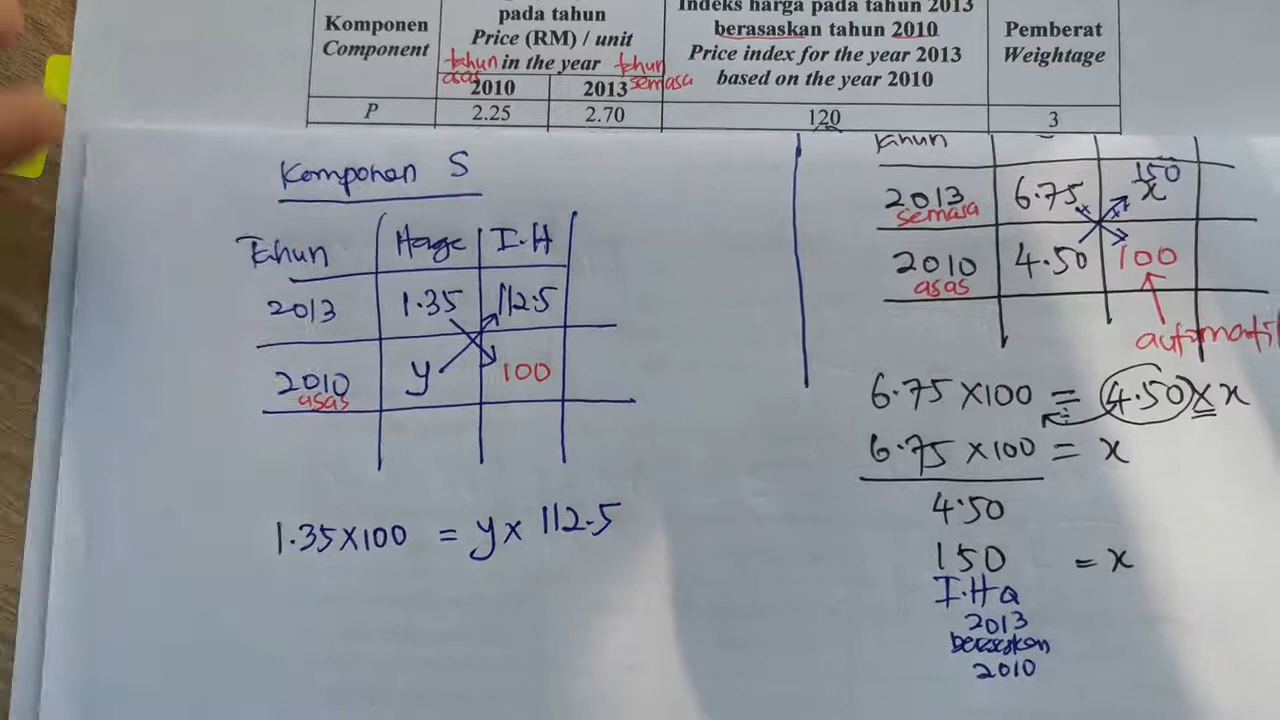 pada tahun
Price (RM) / unit
in the year
tahun
asas
tahun
semasa
2010 2013
Komponen
Component
Indeks harga pada tahun 2013
berasaskan tahun 2010
Price index for the year 2013
based on the year 2010
Pemberat
Weightage
P 2.25 2.70 120 3
Komponen S
Tahun Harga I.H
2013 1.35 112.5
2010 y 100
asas
1.35 × 100 = y × 112.5
Tahun
150
2013 6.75 x
semasa
2010 4.50 100
asas
6.75 × 100 = 4.50 × x
6.75 × 100 = x
4.50
150 = x
I.H Q
2013
berasaskan
2010